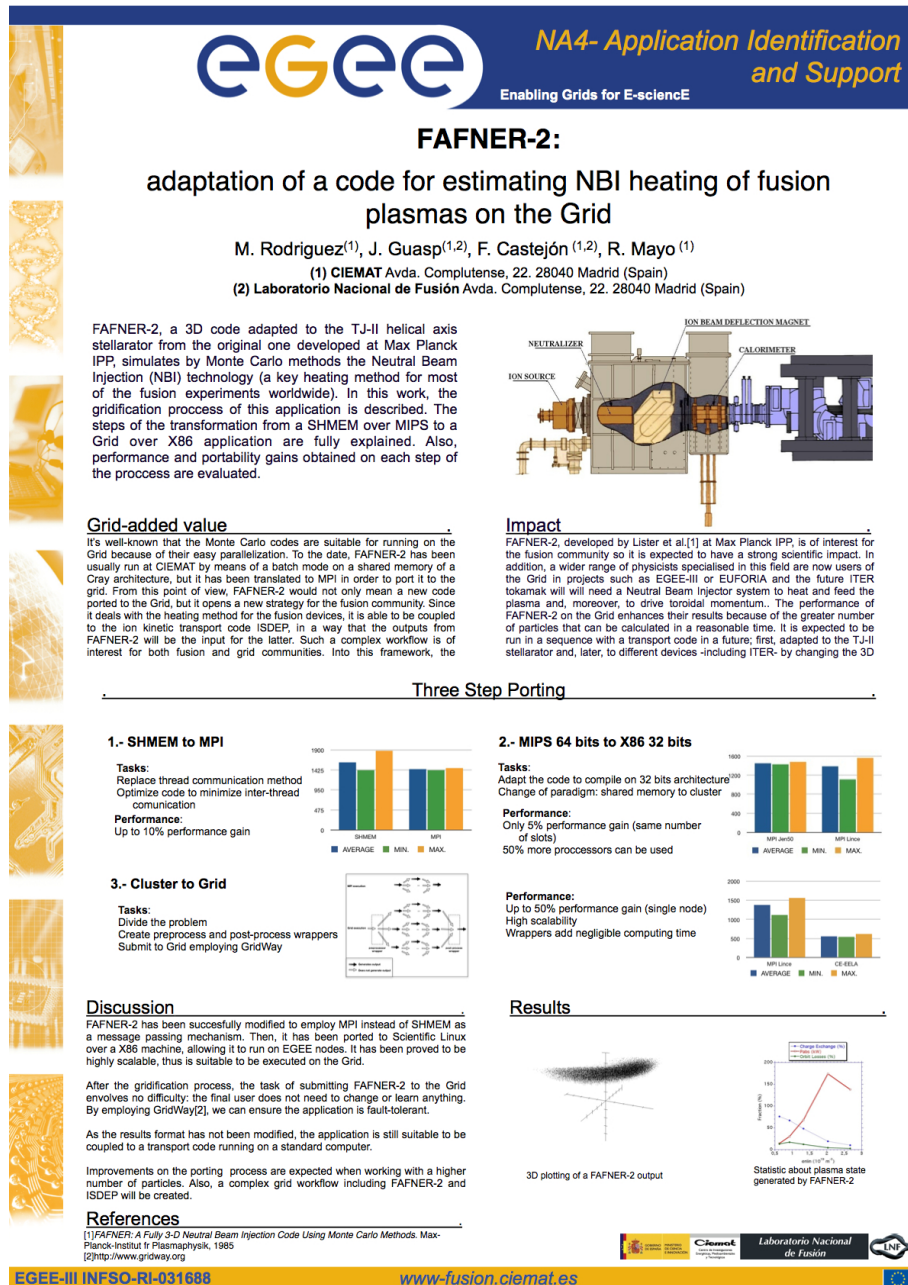 egee
NA4- Application Identification
and Support
Enabling Grids for E-sciencE
FAFNER-2:
adaptation of a code for estimating NBI heating of fusion
plasmas on the Grid
M. Rodriguez(1), J. Guasp(1,2), F. Castejón (1,2), R. Mayo (1)
(1) CIEMAT Avda. Complutense, 22. 28040 Madrid (Spain)
(2) Laboratorio Nacional de Fusión Avda. Complutense, 22. 28040 Madrid (Spain)
FAFNER-2, a 3D code adapted to the TJ-II helical axis
stellarator from the original one developed at Max Planck
IPP, simulates by Monte Carlo methods the Neutral Beam
Injection (NBI) technology (a key heating method for most
of the fusion experiments worldwide). In this work, the
gridification proccess of this application is described. The
steps of the transformation from a SHMEM over MIPS to a
Grid over X86 application are fully explained. Also,
performance and portability gains obtained on each step of
the proccess are evaluated.
ION BEAM DEFLECTION MAGNET
NEUTRALIZER
CALORIMETER
ION SOURCE
Grid-added value .
It's well-known that the Monte Carlo codes are suitable for running on the
Grid because of their easy parallelization. To the date, FAFNER-2 has been
usually run at CIEMAT by means of a batch mode on a shared memory of a
Cray architecture, but it has been translated to MPI in order to port it to the
grid. From this point of view, FAFNER-2 would not only mean a new code
ported to the Grid, but it opens a new strategy for the fusion community. Since
it deals with the heating method for the fusion devices, it is able to be coupled
to the ion kinetic transport code ISDEP, in a way that the outputs from
FAFNER-2 will be the input for the latter. Such a complex workflow is of
interest for both fusion and grid communities. Into this framework, the
Impact .
FAFNER-2, developed by Lister et al.[1] at Max Planck IPP, is of interest for
the fusion community so it is expected to have a strong scientific impact. In
addition, a wider range of physicists specialised in this field are now users of
the Grid in projects such as EGEE-III or EUFORIA and the future ITER
tokamak will will need a Neutral Beam Injector system to heat and feed the
plasma and, moreover, to drive toroidal momentum.. The performance of
FAFNER-2 on the Grid enhances their results because of the greater number
of particles that can be calculated in a reasonable time. It is expected to be
run in a sequence with a transport code in a future; first, adapted to the TJ-II
stellarator and, later, to different devices -including ITER- by changing the 3D
. Three Step Porting .
1.- SHMEM to MPI
Tasks:
Replace thread communication method
Optimize code to minimize inter-thread
comunication
Performance:
Up to 10% performance gain
1900
1425
950
475
0
SHMEM MPI
AVERAGE MIN. MAX.
2.- MIPS 64 bits to X86 32 bits
Tasks:
Adapt the code to compile on 32 bits architecture
Change of paradigm: shared memory to cluster
Performance:
Only 5% performance gain (same number
of slots)
50% more proccessors can be used
1600
1200
800
400
0
MPI Jen50 MPI Lince
AVERAGE MIN. MAX.
3.- Cluster to Grid
Tasks:
Divide the problem
Create preprocess and post-process wrappers
Submit to Grid employing GridWay
Performance:
Up to 50% performance gain (single node)
High scalability
Wrappers add negligible computing time
2000
1500
1000
500
0
MPI Lince CE-EELA
AVERAGE MIN. MAX.
Discussion .
FAFNER-2 has been succesfully modified to employ MPI instead of SHMEM as
a message passing mechanism. Then, it has been ported to Scientific Linux
over a X86 machine, allowing it to run on EGEE nodes. It has been proved to be
highly scalable, thus is suitable to be executed on the Grid.
After the gridification process, the task of submitting FAFNER-2 to the Grid
envolves no difficulty: the final user does not need to change or learn anything.
By employing GridWay[2], we can ensure the application is fault-tolerant.
As the results format has not been modified, the application is still suitable to be
coupled to a transport code running on a standard computer.
Improvements on the porting process are expected when working with a higher
number of particles. Also, a complex grid workflow including FAFNER-2 and
ISDEP will be created.
Results .
3D plotting of a FAFNER-2 output
Charge Exchange (%)
Orbit Losses (%)
Fraction (%)
200
150
100
50
0
Statistic about plasma state
generated by FAFNER-2
References .
[1]FAFNER: A Fully 3-D Neutral Beam Injection Code Using Monte Carlo Methods. Max-
Planck-Institut fr Plasmaphysik, 1985
[2]http://www.gridway.org
Ciemat
Laboratorio Nacional
de Fusión
LNF
EGEE-III INFSO-RI-031688
www-fusion.ciemat.es